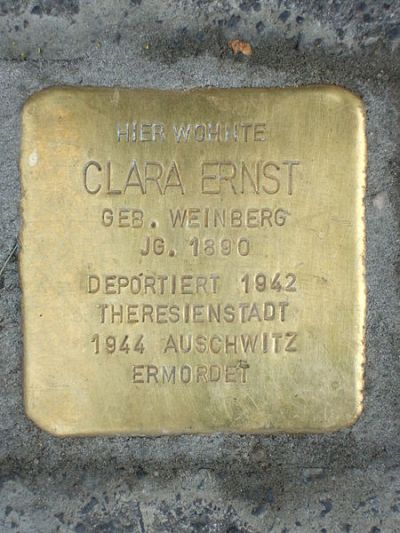 HIER WOHNTE
CLARA ERNST
GEB. WEINBERG
JG. 1890
DEPORTIERT 1942
THERESIENSTADT
1944 AUSCHWITZ
ERMORDET